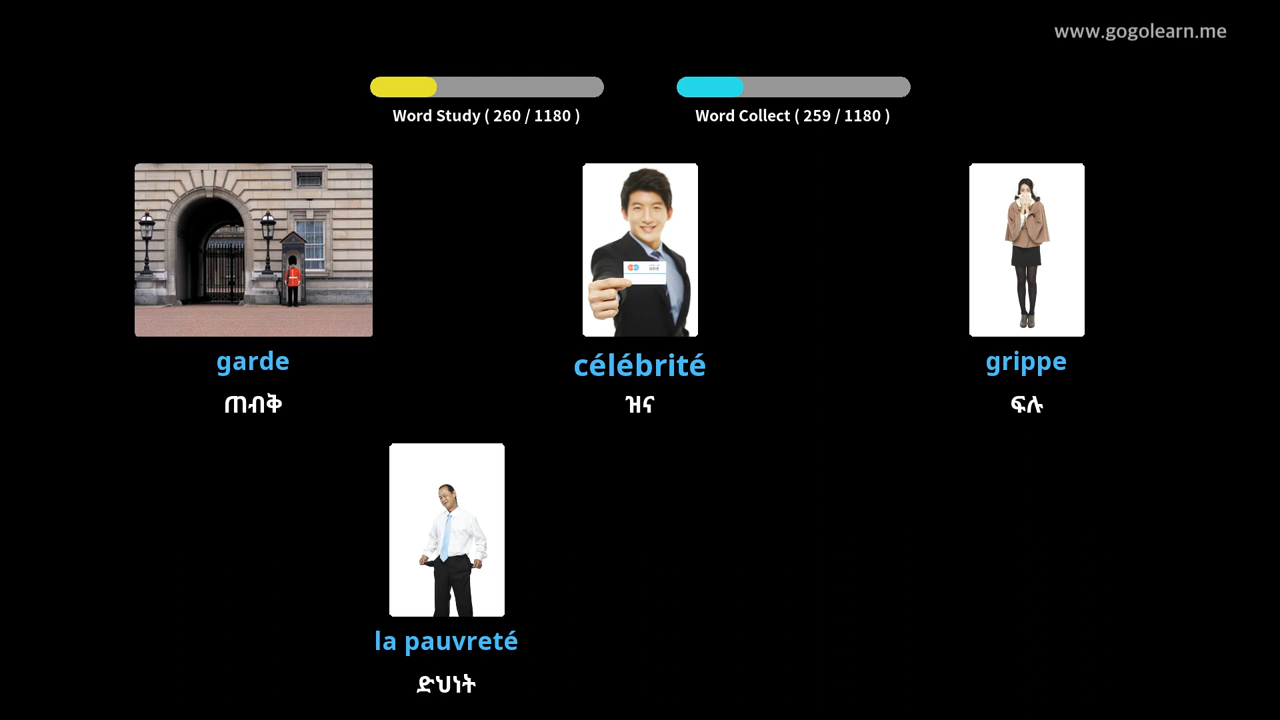 www.gogolearn.me
Word Study ( 260 / 1180 )
Word Collect ( 259 / 1180 )
garde
célébrité
grippe
ጠብቅ
ዝና
ፍሉ
la pauvreté
ድህነት